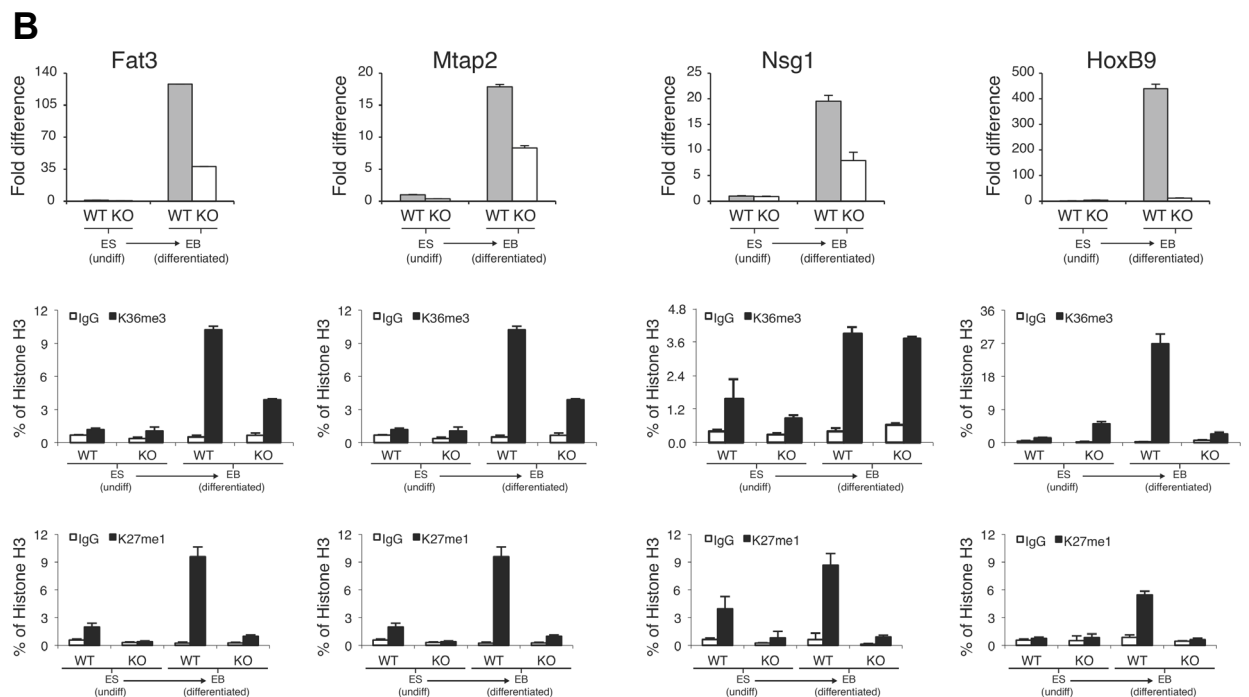 B
Fat3
Mtap2
Nsg1
HoxB9
Fold difference
140
105
70
35
0
WT KO
WT KO
ES
EB
(undiff)
(differentiated)
Fold difference
20
15
10
5
0
WT KO
WT KO
ES
EB
(undiff)
(differentiated)
Fold difference
25
20
15
10
5
0
WT KO
WT KO
ES
EB
(undiff)
(differentiated)
Fold difference
500
400
300
200
100
0
WT KO
WT KO
ES
EB
(undiff)
(differentiated)
% of Histone H3
12
9
6
3
0
IgG K36me3
WT KO WT KO
ES
EB
(undiff)
(differentiated)
% of Histone H3
12
9
6
3
0
IgG K36me3
WT KO WT KO
ES
EB
(undiff)
(differentiated)
% of Histone H3
4.8
3.6
2.4
1.2
0.0
IgG K36me3
WT KO WT KO
ES
EB
(undiff)
(differentiated)
% of Histone H3
36
27
18
9
0
IgG K36me3
WT KO WT KO
ES
EB
(undiff)
(differentiated)
% of Histone H3
12
9
6
3
0
IgG K27me1
WT KO WT KO
ES
EB
(undiff)
(differentiated)
% of Histone H3
12
9
6
3
0
IgG K27me1
WT KO WT KO
ES
EB
(undiff)
(differentiated)
% of Histone H3
12
9
6
3
0
IgG K27me1
WT KO WT KO
ES
EB
(undiff)
(differentiated)
% of Histone H3
12
9
6
3
0
IgG K27me1
WT KO WT KO
ES
EB
(undiff)
(differentiated)